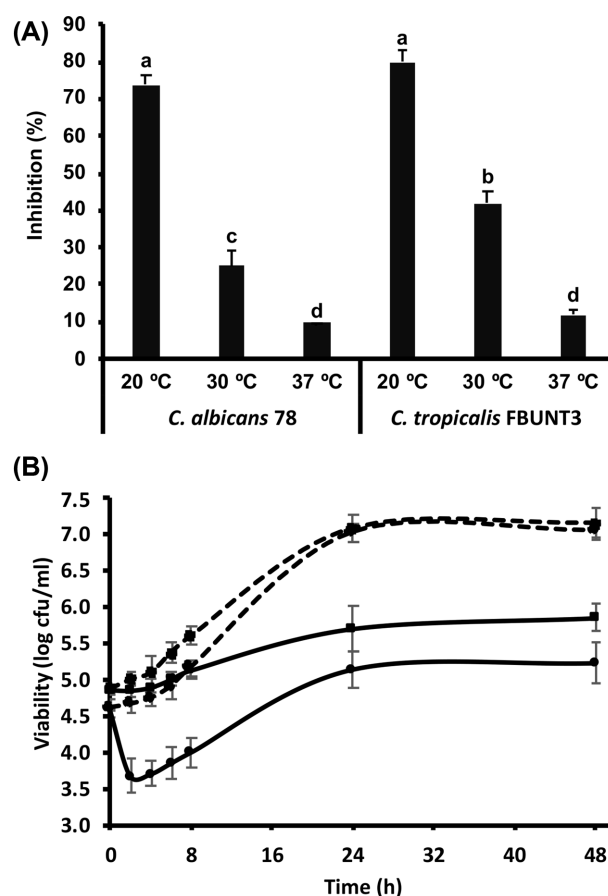 (A)
90
80
70
60
50
40
30
20
10
0
Inhibition (%)
a
c
d
a
b
d
20 ºC 30 ºC 37 ºC 20 ºC 30 ºC 37 ºC
C. albicans 78 C. tropicalis FBUNT3
(B)
7.5
7.0
6.5
6.0
5.5
5.0
4.5
4.0
3.5
3.0
Viability (log cfu/ml)
0 8 16 24 32 40 48
Time (h)